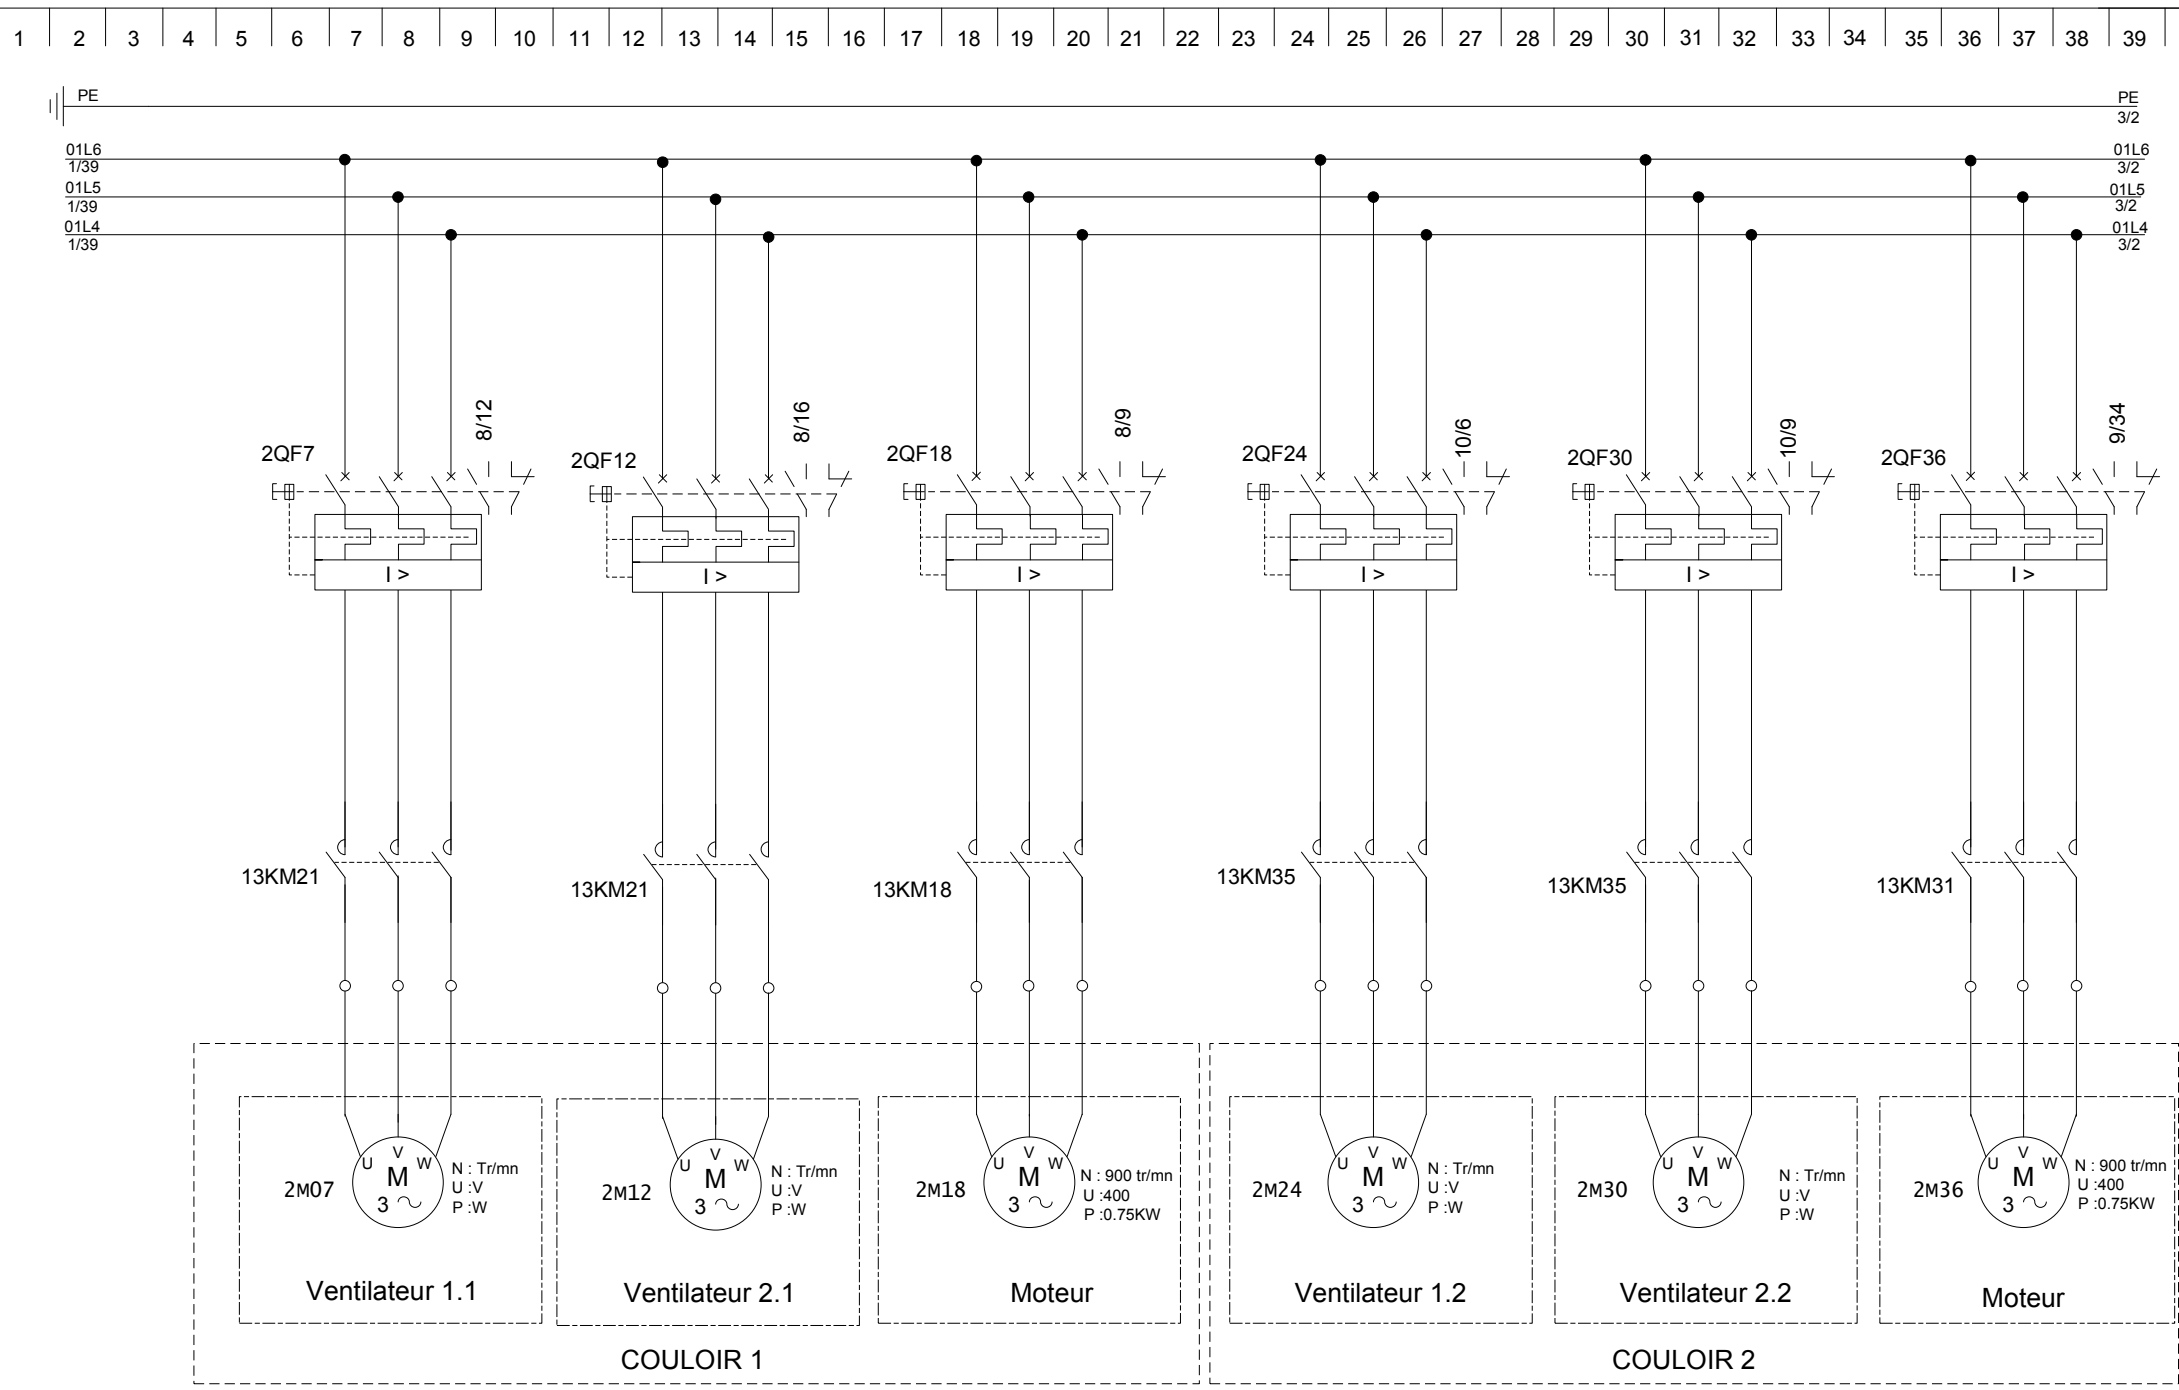 1 2 3 4 5 6 7 8 9 10 11 12 13 14 15 16 17 18 19 20 21 22 23 24 25 26 27 28 29 30 31 32 33 34 35 36 37 38 39
PE PE
3/2
01L6 01L6
1/39 3/2
01L5 01L5
1/39 3/2
01L4 01L4
1/39 3/2
8/12 8/16 8/9 10/6 10/9 9/34
2QF7 2QF12 2QF18 2QF24 2QF30 2QF36
I > I > I > I > I > I >
13KM21 13KM21 13KM18 13KM35 13KM35 13KM31
2M07
U V W
M
3
N : Tr/mn
U :V
P :W
Ventilateur 1.1
2M12
U V W
M
3
N : Tr/mn
U :V
P :W
Ventilateur 2.1
2M18
U V W
M
3
N : 900 tr/mn
U :400
P :0.75KW
Moteur
COULOIR 1
2M24
U V W
M
3
N : Tr/mn
U :V
P :W
Ventilateur 1.2
2M30
U V W
M
3
N : Tr/mn
U :V
P :W
Ventilateur 2.2
2M36
U V W
M
3
N : 900 tr/mn
U :400
P :0.75KW
Moteur
COULOIR 2